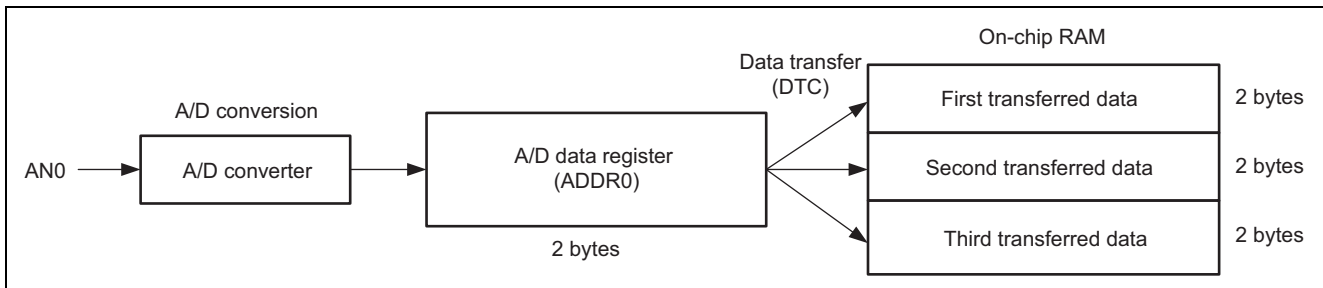 On-chip RAM
Data transfer
(DTC)
First transferred data
2 bytes
A/D conversion
AN0
A/D converter
A/D data register
(ADDR0)
Second transferred data
2 bytes
2 bytes
Third transferred data
2 bytes